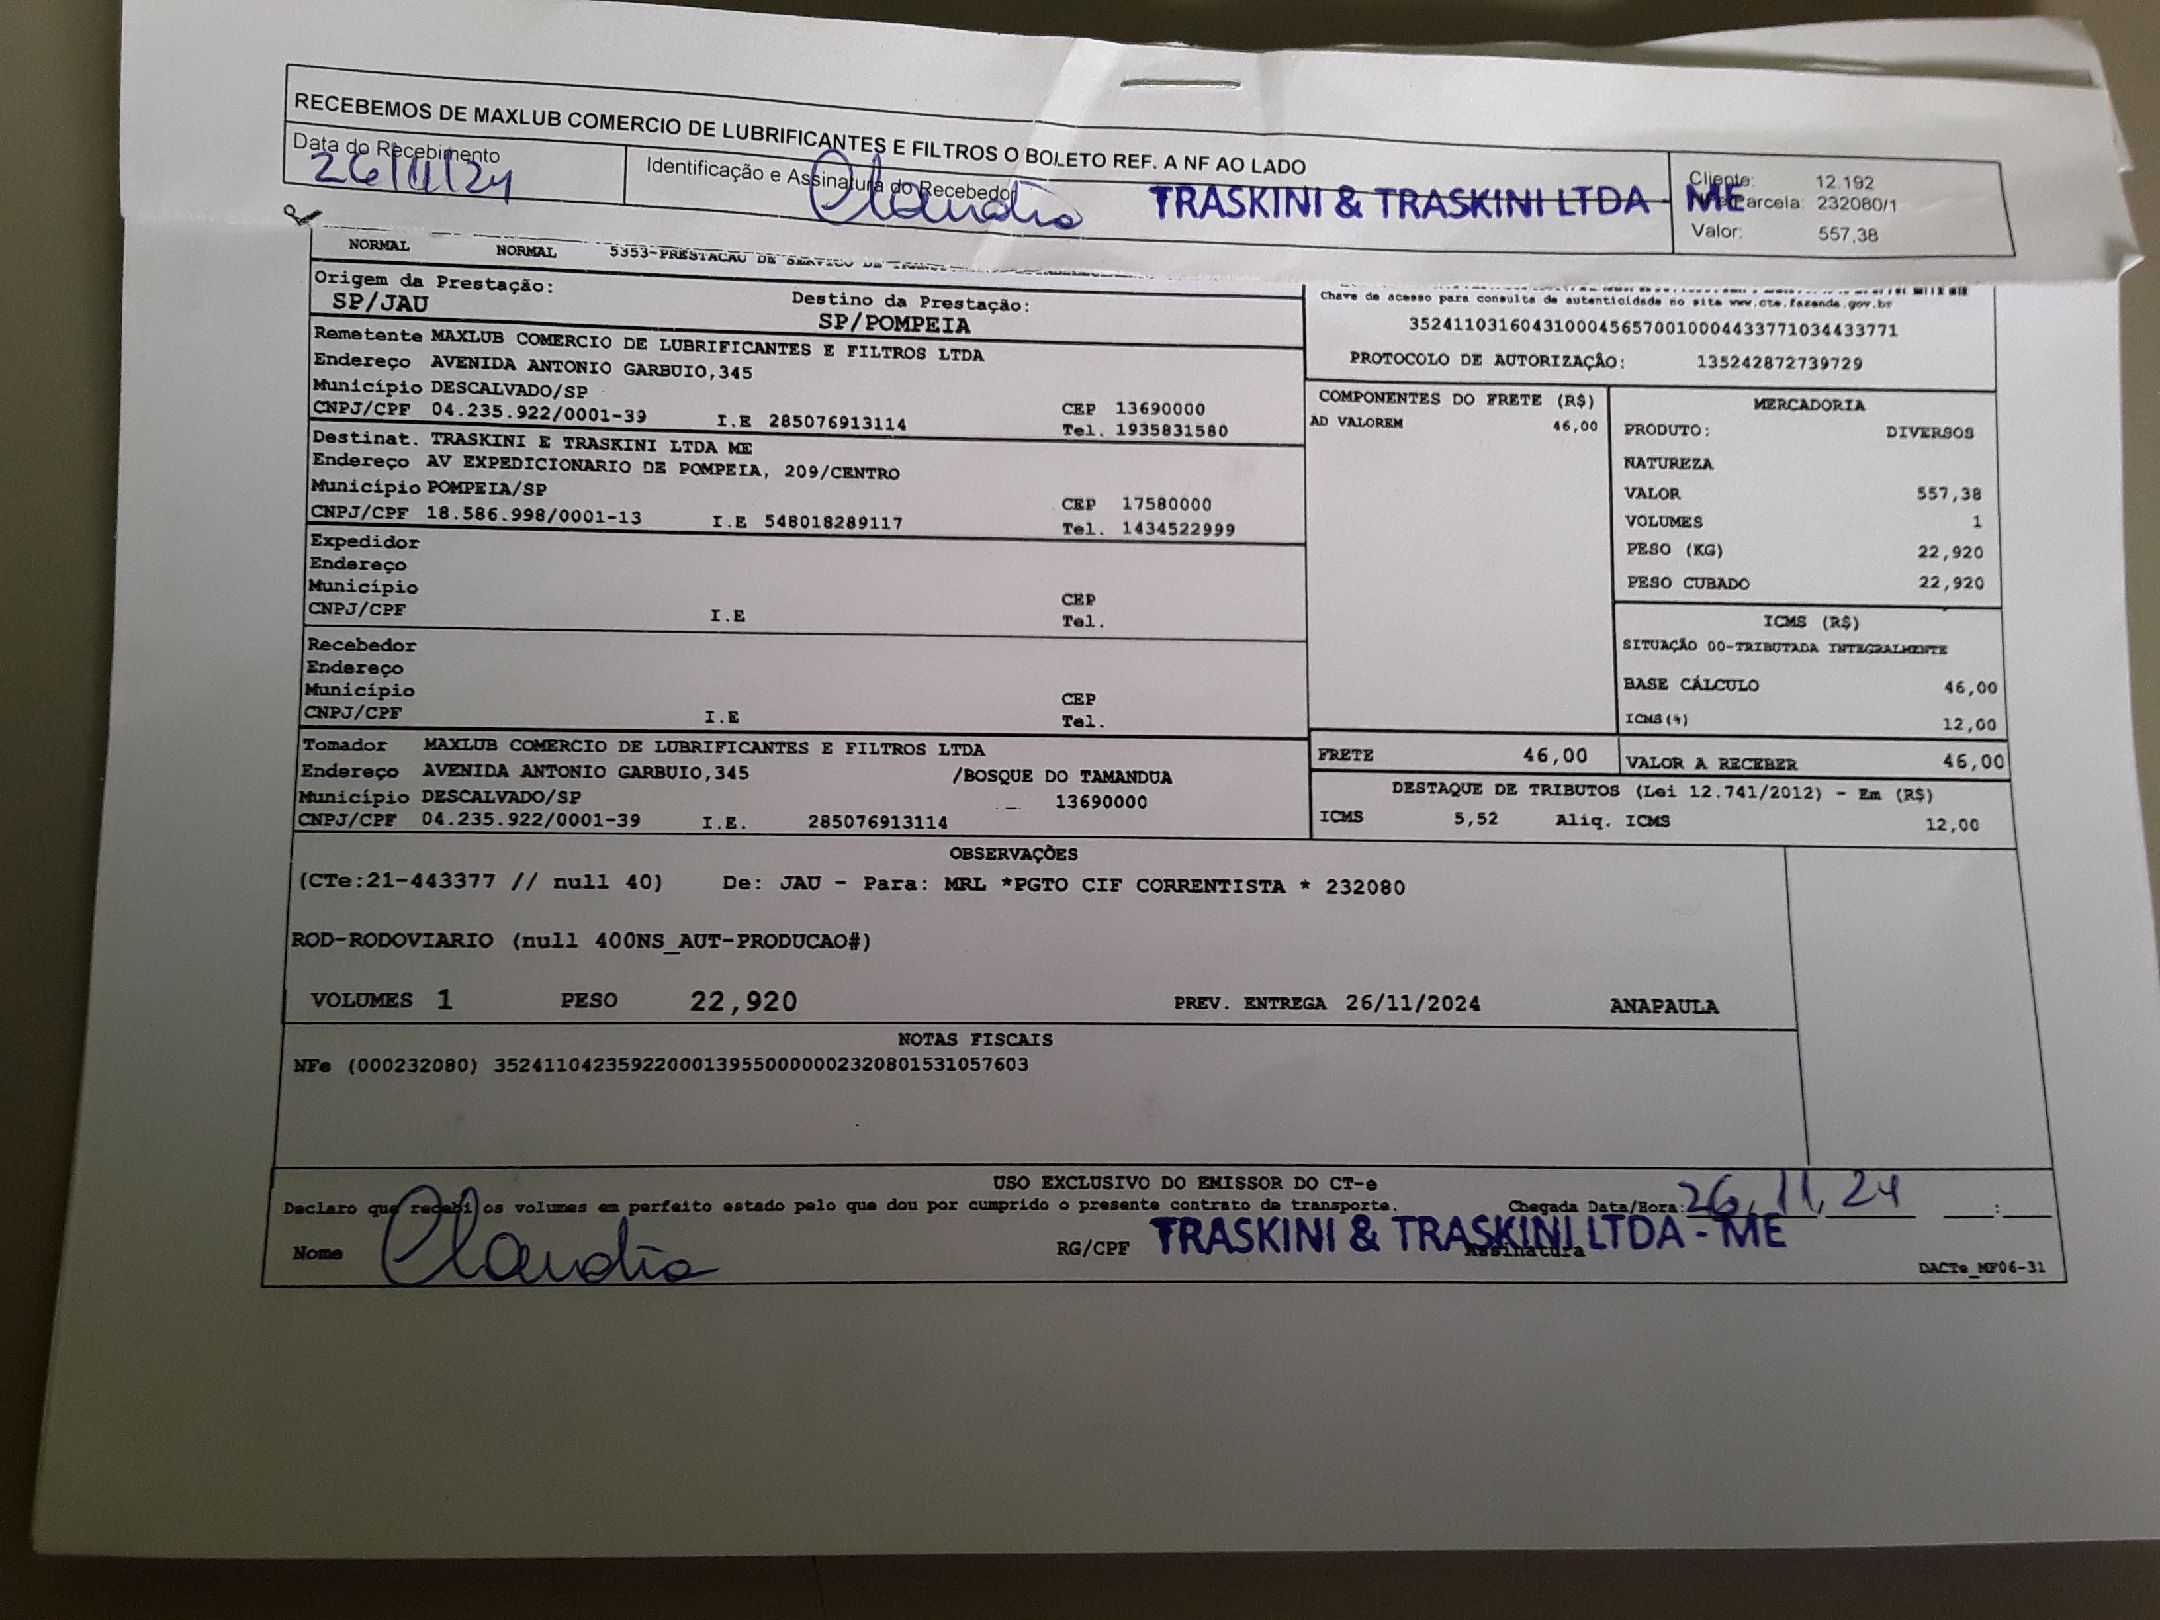 RECEBEMOS DE MAXLUB COMERCIO DE LUBRIFICANTES E FILTROS O BOLETO REF. A NF AO LADO
Data do Recebimento
26/11/24
Identificação e Assinatura do Recebedor
Claudia
TRASKINI & TRASKINI LTDA - ME
Cliente: 12.192
Parcela: 232080/1
Valor: 557,38
NORMAL NORMAL 5353-PRESTACAO DE SERVICO DE
Origem da Prestação:
SP/JAU
Destino da Prestação:
SP/POMPEIA
Remetente MAXLUB COMERCIO DE LUBRIFICANTES E FILTROS LTDA
Endereço AVENIDA ANTONIO GARBUIO,345
Município DESCALVADO/SP
CEP 13690000
CNPJ/CPF 04.235.922/0001-39 I.E 285076913114
Tel. 1935831580
Destinat. TRASKINI E TRASKINI LTDA ME
Endereço AV EXPEDICIONARIO DE POMPEIA, 209/CENTRO
Município POMPEIA/SP
CEP 17580000
CNPJ/CPF 18.586.998/0001-13 I.E 548018289117
Tel. 1434522999
Expedidor
Endereço
Município
CEP
CNPJ/CPF I.E
Tel.
Recebedor
Endereço
Município
CEP
CNPJ/CPF I.E
Tel.
Tomador MAXLUB COMERCIO DE LUBRIFICANTES E FILTROS LTDA
Endereço AVENIDA ANTONIO GARBUIO,345 /BOSQUE DO TAMANDUA
Município DESCALVADO/SP 13690000
CNPJ/CPF 04.235.922/0001-39 I.E. 285076913114
Chave de acesso para consulta de autenticidade no site www.cte.fazenda.gov.br
35241103160431000456570010004433771034433771
PROTOCOLO DE AUTORIZAÇÃO: 135242872739729
COMPONENTES DO FRETE (R$)
AD VALOREM 46,00
MERCADORIA
PRODUTO: DIVERSOS
NATUREZA
VALOR 557,38
VOLUMES 1
PESO (KG) 22,920
PESO CUBADO 22,920
ICMS (R$)
SITUAÇÃO 00-TRIBUTADA INTEGRALMENTE
BASE CÁLCULO 46,00
ICMS(%) 12,00
FRETE 46,00
VALOR A RECEBER 46,00
DESTAQUE DE TRIBUTOS (Lei 12.741/2012) - Em (R$)
ICMS 5,52 Aliq. ICMS 12,00
OBSERVAÇÕES
(CTe:21-443377 // null 40) De: JAU - Para: MRL *PGTO CIF CORRENTISTA * 232080
ROD-RODOVIARIO (null 400NS_AUT-PRODUCAO#)
VOLUMES 1 PESO 22,920 PREV. ENTREGA 26/11/2024 ANAPAULA
NOTAS FISCAIS
NFe (000232080) 35241104235922000139550000002320801531057603
USO EXCLUSIVO DO EMISSOR DO CT-e
Declaro que recebi os volumes em perfeito estado pelo que dou por cumprido o presente contrato de transporte.
Chegada Data/Hora: 26, 11, 24 :
Nome Claudia
RG/CPF
TRASKINI & TRASKINI LTDA - ME
Assinatura
DACTe_MF06-31